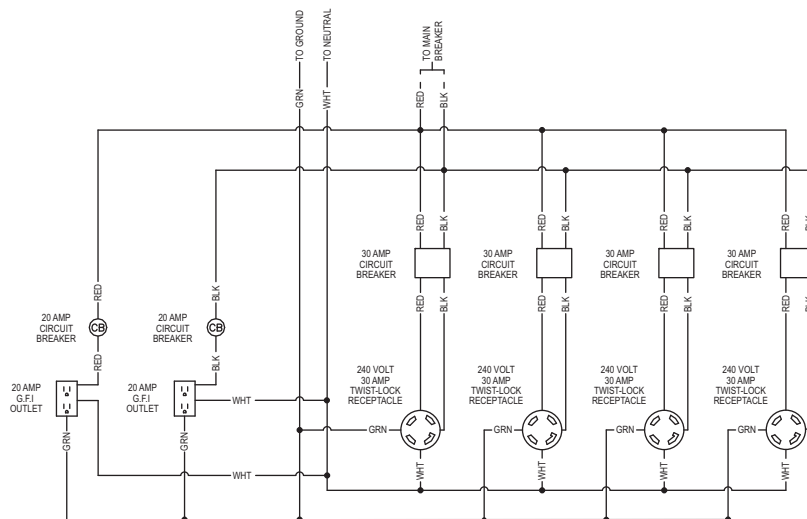 TO GROUND
TO NEUTRAL
TO MAIN
BREAKER
GRN
WHT
RED
BLK
RED
BLK
RED
BLK
RED
BLK
RED
BLK
30 AMP
CIRCUIT
BREAKER
30 AMP
CIRCUIT
BREAKER
30 AMP
CIRCUIT
BREAKER
30 AMP
CIRCUIT
BREAKER
RED
BLK
RED
BLK
RED
BLK
RED
BLK
RED
BLK
20 AMP
CIRCUIT
BREAKER
CB
20 AMP
CIRCUIT
BREAKER
CB
RED
BLK
20 AMP
G.F.I
OUTLET
20 AMP
G.F.I
OUTLET
240 VOLT
30 AMP
TWIST-LOCK
RECEPTACLE
240 VOLT
30 AMP
TWIST-LOCK
RECEPTACLE
240 VOLT
30 AMP
TWIST-LOCK
RECEPTACLE
240 VOLT
30 AMP
TWIST-LOCK
RECEPTACLE
WHT
GRN
GRN
GRN
GRN
GRN
GRN
WHT
WHT
WHT
WHT
WHT